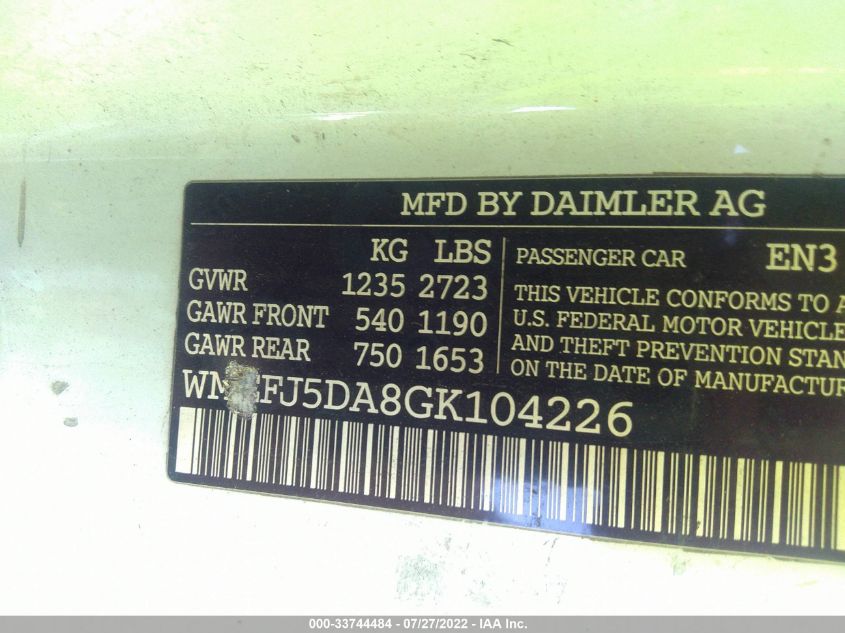 MFD BY DAIMLER AG
KG LBS
GVWR 1235 2723
GAWR FRONT 540 1190
GAWR REAR 750 1653
PASSENGER CAR EN3
THIS VEHICLE CONFORMS TO A
U.S. FEDERAL MOTOR VEHICLE
AND THEFT PREVENTION STAN
ON THE DATE OF MANUFACTUR
000-33744484 - 07/27/2022 - IAA Inc.